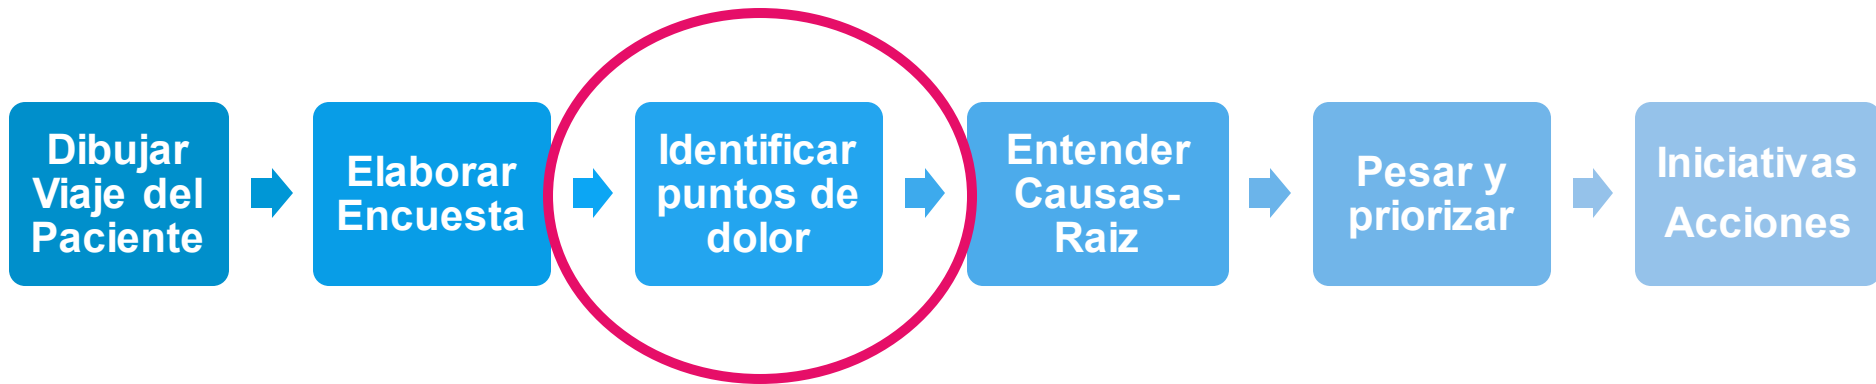 Dibujar
Viaje del
Paciente
Elaborar
Encuesta
Identificar
puntos de
dolor
Entender
Causas-
Raiz
Pesar y
priorizar
Iniciativas
Acciones